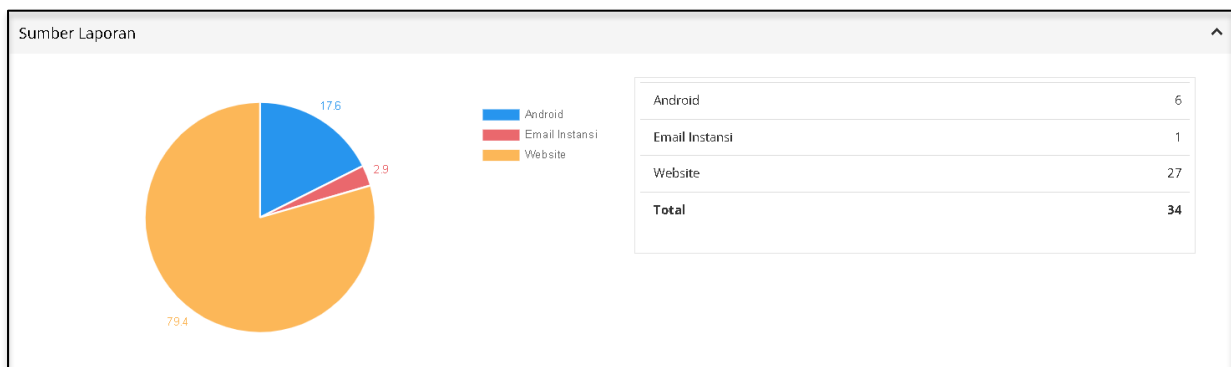 Sumber Laporan
17.6
2.9
79.4
Android
Email Instansi
Website
Android 6
Email Instansi 1
Website 27
Total 34